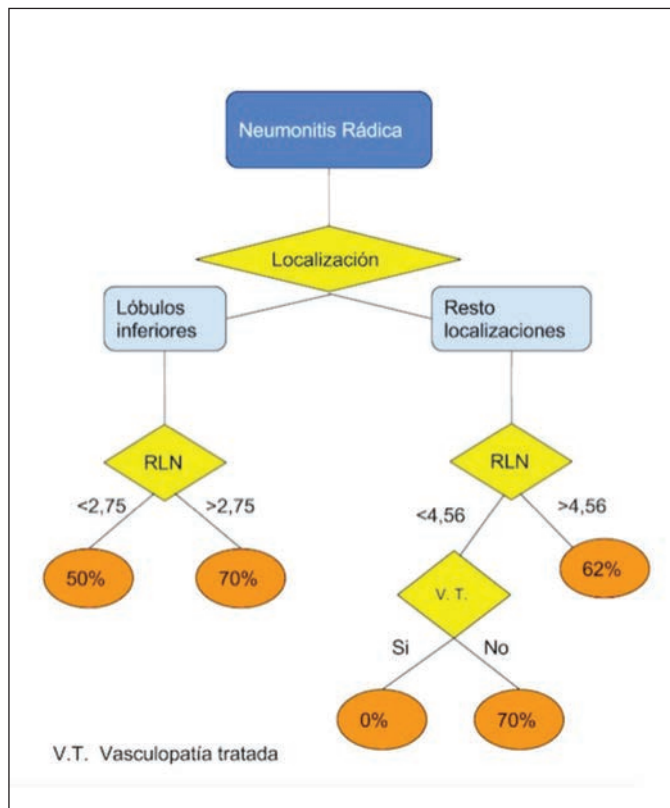 Neumonitis Rádica
Localización
Lóbulos
inferiores
Resto
localizaciones
RLN
RLN
<2,75
>2,75
<4,56
>4,56
50%
70%
62%
V. T.
Si
No
0%
70%
V.T. Vasculopatía tratada